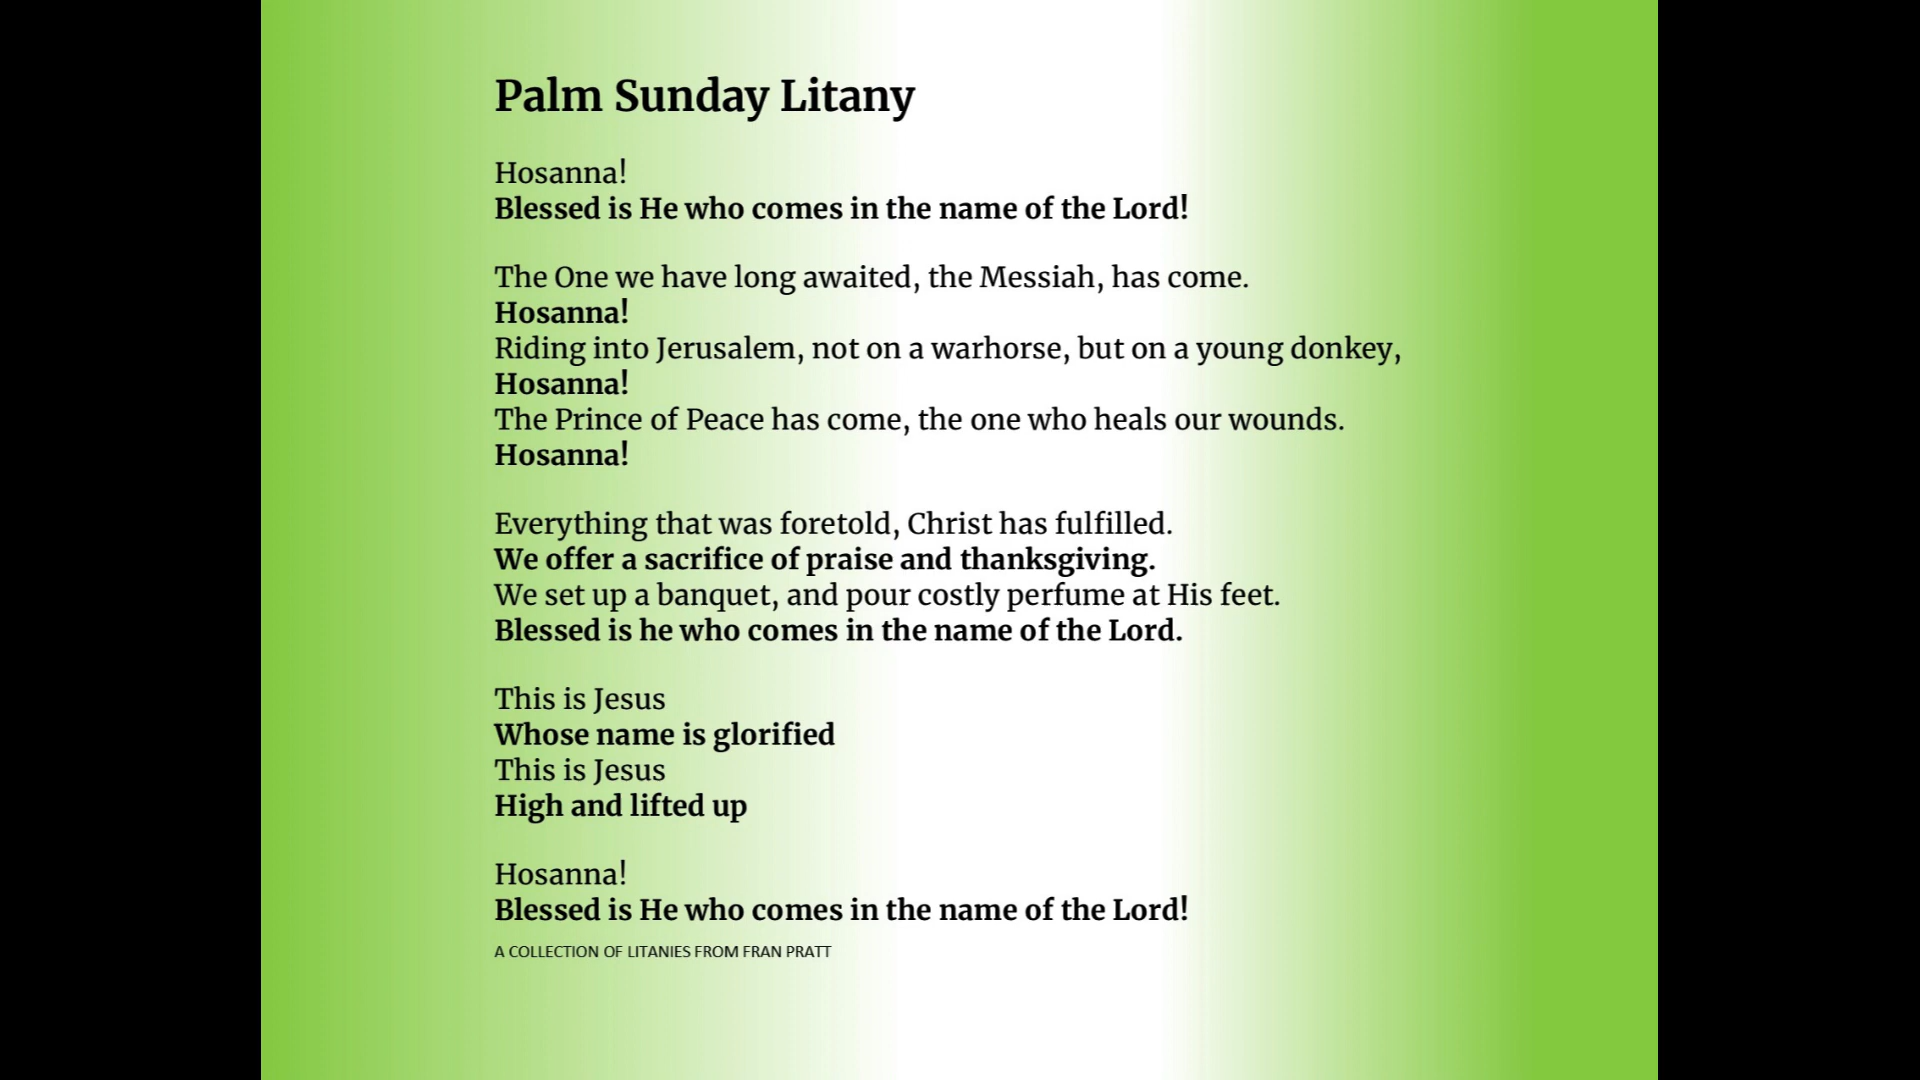 Palm Sunday Litany
Hosanna!
Blessed is He who comes in the name of the Lord!
The One we have long awaited, the Messiah, has come.
Hosanna!
Riding into Jerusalem, not on a warhorse, but on a young donkey,
Hosanna!
The Prince of Peace has come, the one who heals our wounds.
Hosanna!
Everything that was foretold, Christ has fulfilled.
We offer a sacrifice of praise and thanksgiving.
We set up a banquet, and pour costly perfume at His feet.
Blessed is he who comes in the name of the Lord.
This is Jesus
Whose name is glorified
This is Jesus
High and lifted up
Hosanna!
Blessed is He who comes in the name of the Lord!
A COLLECTION OF LITANIES FROM FRAN PRATT